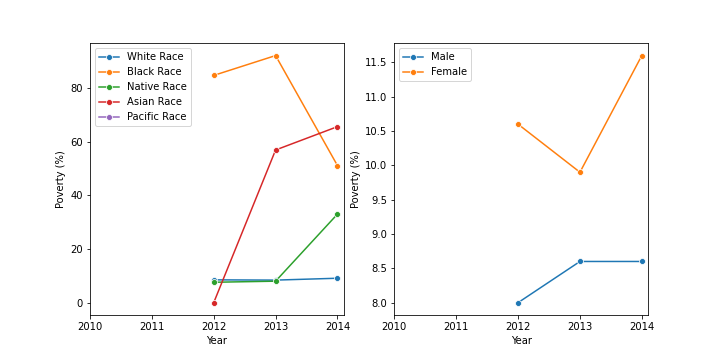 White Race
Black Race
Native Race
Asian Race
Pacific Race
80
60
40
20
0
Poverty (%)
2010 2011 2012 2013 2014
Year
Male
Female
11.5
11.0
10.5
10.0
9.5
9.0
8.5
8.0
Poverty (%)
2010 2011 2012 2013 2014
Year